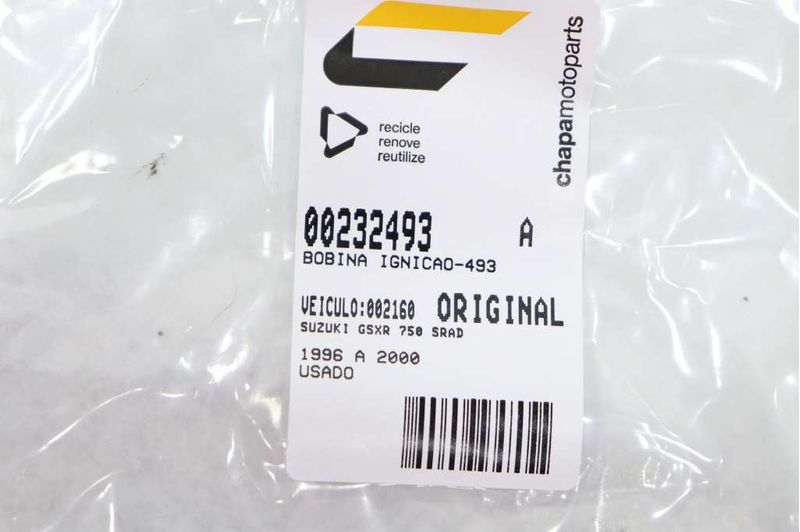 recicle
renove
reutilize
chapamotoparts
00232493 A
BOBINA IGNICAO-493
VEICULO:002160 ORIGINAL
SUZUKI GSXR 750 SRAD
1996 A 2000
USADO